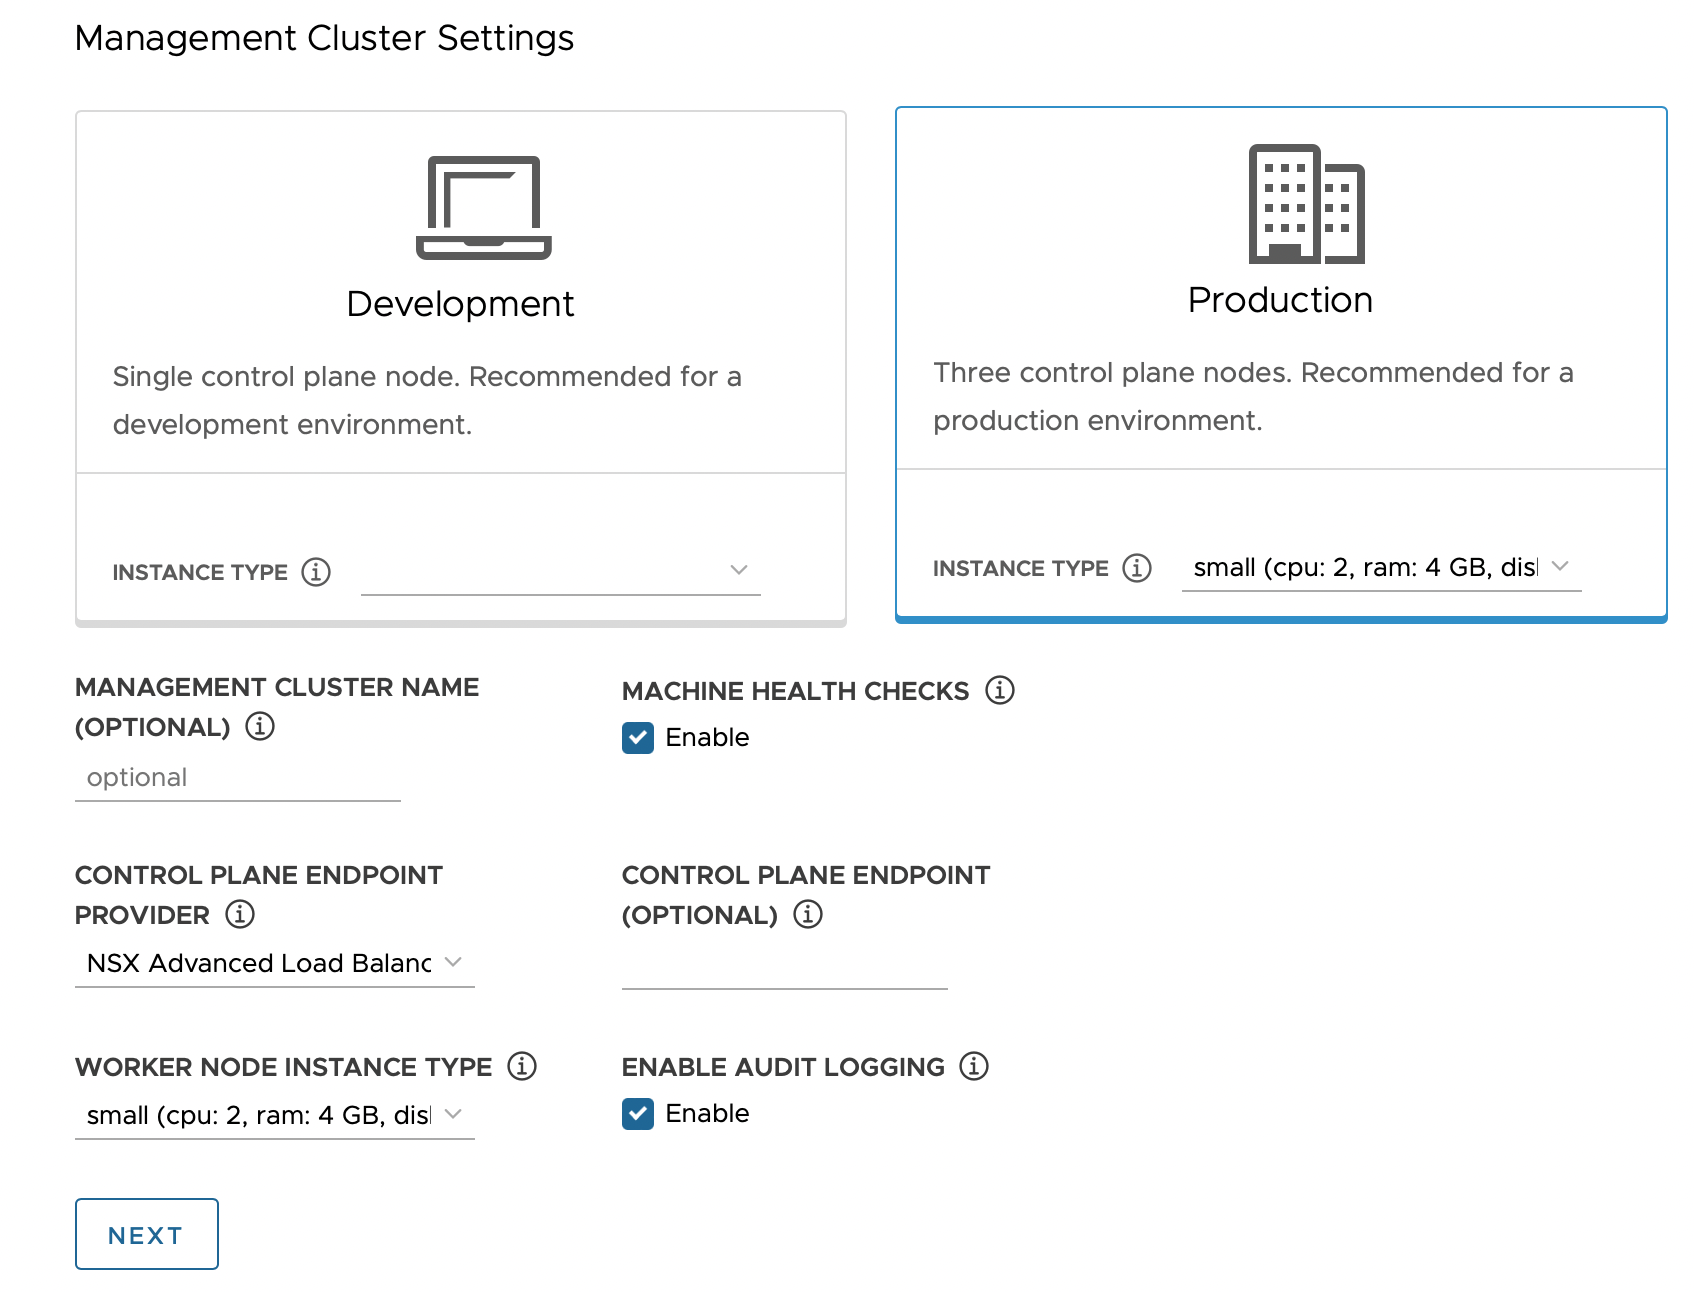 Management Cluster Settings
Development
Single control plane node. Recommended for a
development environment.
INSTANCE TYPE
Production
Three control plane nodes. Recommended for a
production environment.
INSTANCE TYPE
small (cpu: 2, ram: 4 GB, dis
MANAGEMENT CLUSTER NAME
(OPTIONAL)
optional
MACHINE HEALTH CHECKS
Enable
CONTROL PLANE ENDPOINT
PROVIDER
NSX Advanced Load Balanc
CONTROL PLANE ENDPOINT
(OPTIONAL)
WORKER NODE INSTANCE TYPE
small (cpu: 2, ram: 4 GB, dis
ENABLE AUDIT LOGGING
Enable
NEXT